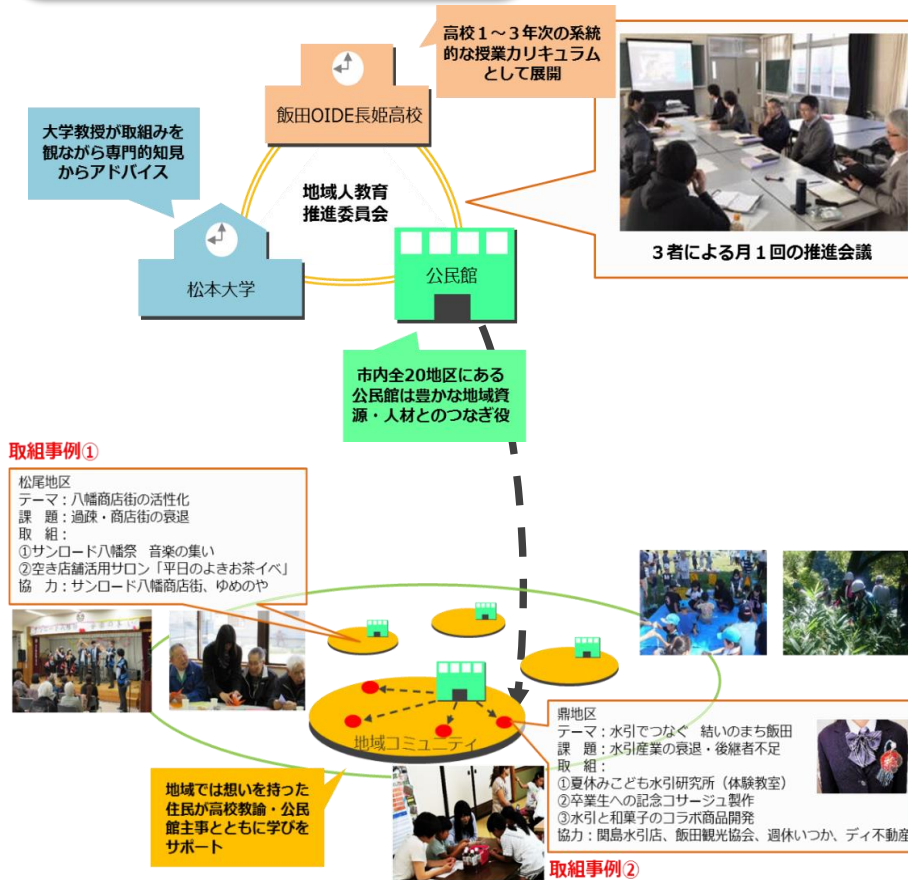 高校１～３年次の系統
的な授業カリキュラム
として展開
飯田OIDE長姫高校
大学教授が取組みを
観ながら専門的知見
からアドバイス
地域人教育
推進委員会
３者による月１回の推進会議
松本大学
公民館
市内全20地区にある
公民館は豊かな地域資
源・人材とのつなぎ役
取組事例①
松尾地区
テーマ：八幡商店街の活性化
課　題：過疎・商店街の衰退
取　組：
①サンロード八幡祭　音楽の集い
②空き店舗活用サロン「平日のよきお茶イベ」
協　力：サンロード八幡商店街、ゆめのや
地域コミュニティ
鼎地区
テーマ：水引でつなぐ　結いのまち飯田
課　題：水引産業の衰退・後継者不足
取　組：
①夏休みこども水引研究所（体験教室）
②卒業生への記念コサージュ製作
③水引と和菓子のコラボ商品開発
協力：関島水引店、飯田観光協会、週休いつか、ディ不動産
地域では想いを持った
住民が高校教諭・公民
館主事とともに学びを
サポート
取組事例②